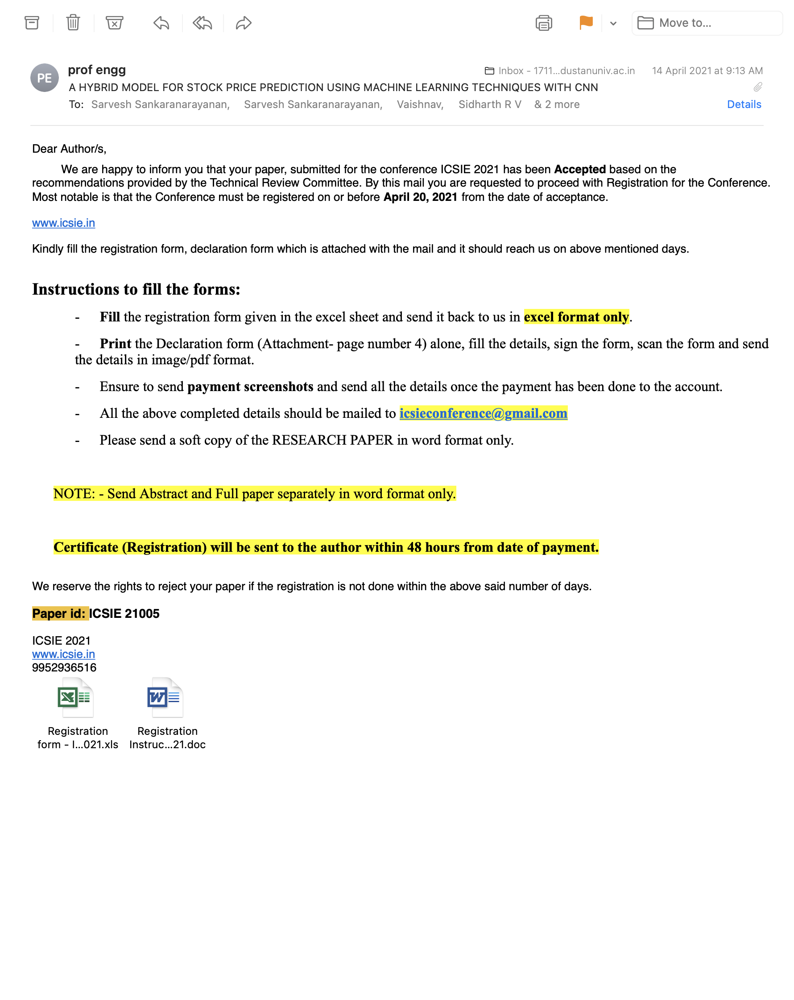 Move to...
PE
prof engg
Inbox - 1711...dustanuniv.ac.in 14 April 2021 at 9:13 AM
A HYBRID MODEL FOR STOCK PRICE PREDICTION USING MACHINE LEARNING TECHNIQUES WITH CNN
To: Sarvesh Sankaranarayanan, Sarvesh Sankaranarayanan, Vaishnav, Sidharth R V & 2 more Details
Dear Author/s,
We are happy to inform you that your paper, submitted for the conference ICSIE 2021 has been Accepted based on the
recommendations provided by the Technical Review Committee. By this mail you are requested to proceed with Registration for the Conference.
Most notable is that the Conference must be registered on or before April 20, 2021 from the date of acceptance.
www.icsie.in
Kindly fill the registration form, declaration form which is attached with the mail and it should reach us on above mentioned days.
Instructions to fill the forms:
- Fill the registration form given in the excel sheet and send it back to us in excel format only.
- Print the Declaration form (Attachment- page number 4) alone, fill the details, sign the form, scan the form and send
the details in image/pdf format.
- Ensure to send payment screenshots and send all the details once the payment has been done to the account.
- All the above completed details should be mailed to icsieconference@gmail.com
- Please send a soft copy of the RESEARCH PAPER in word format only.
NOTE: - Send Abstract and Full paper separately in word format only.
Certificate (Registration) will be sent to the author within 48 hours from date of payment.
We reserve the rights to reject your paper if the registration is not done within the above said number of days.
Paper id: ICSIE 21005
ICSIE 2021
www.icsie.in
9952936516
Registration
form - I...021.xls
Registration
Instruc...21.doc